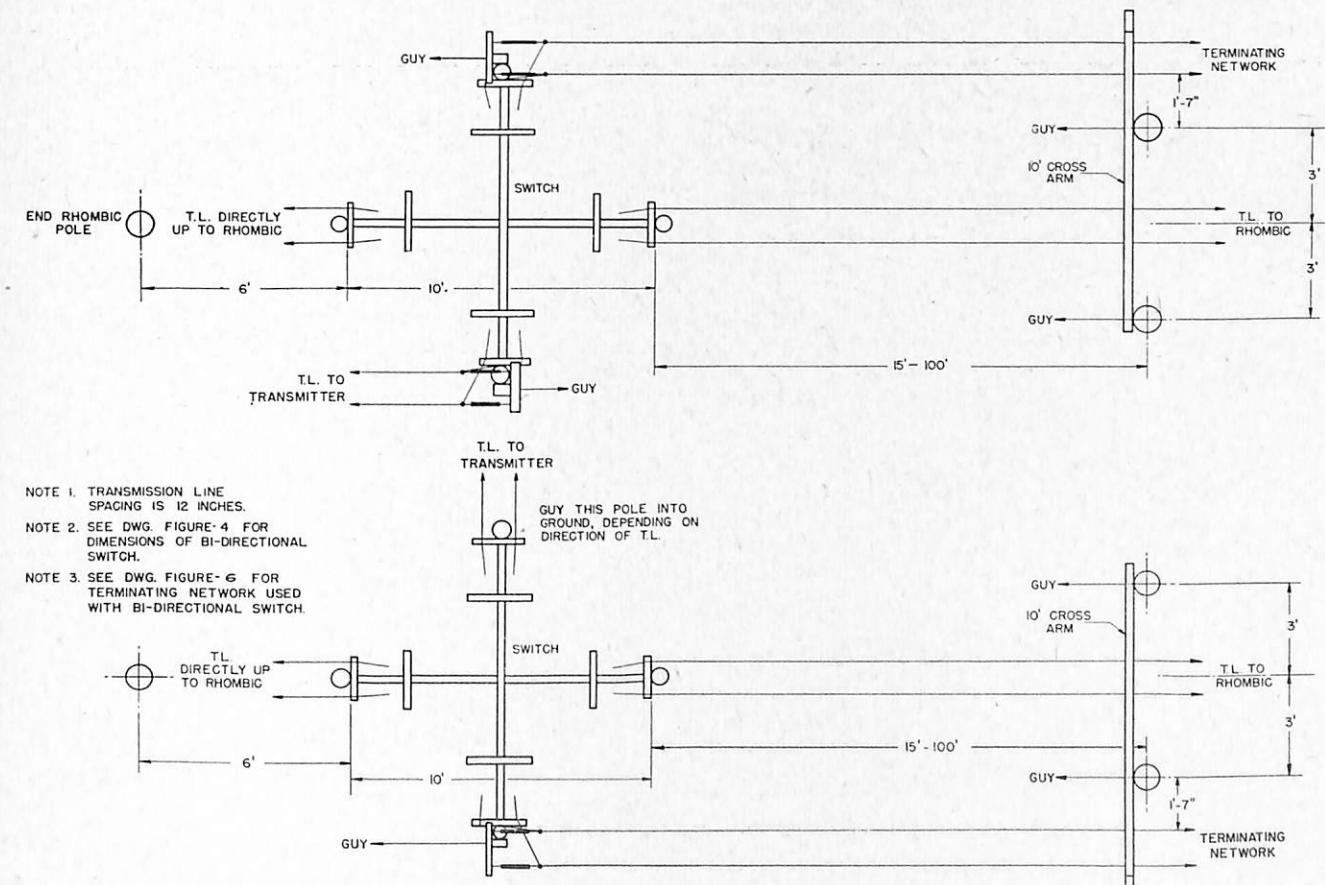 GUY
TERMINATING
NETWORK
1'-7"
GUY
10' CROSS
ARM
3'
SWITCH
END RHOMBIC
POLE
T.L. DIRECTLY
UP TO RHOMBIC
T.L. TO
RHOMBIC
6'
10'.
3'
GUY
15'-100'
T.L. TO
TRANSMITTER
GUY
T.L. TO
TRANSMITTER
NOTE 1. TRANSMISSION LINE
SPACING IS 12 INCHES.
NOTE 2. SEE DWG. FIGURE-4 FOR
DIMENSIONS OF BI-DIRECTIONAL
SWITCH.
NOTE 3. SEE DWG. FIGURE-6 FOR
TERMINATING NETWORK USED
WITH BI-DIRECTIONAL SWITCH.
GUY THIS POLE INTO
GROUND, DEPENDING ON
DIRECTION OF T.L.
GUY
10' CROSS
ARM
3'
SWITCH
T.L.
DIRECTLY UP
TO RHOMBIC
T.L. TO
RHOMBIC
3'
6'
10'
15'-100'
GUY
1'-7"
GUY
TERMINATING
NETWORK